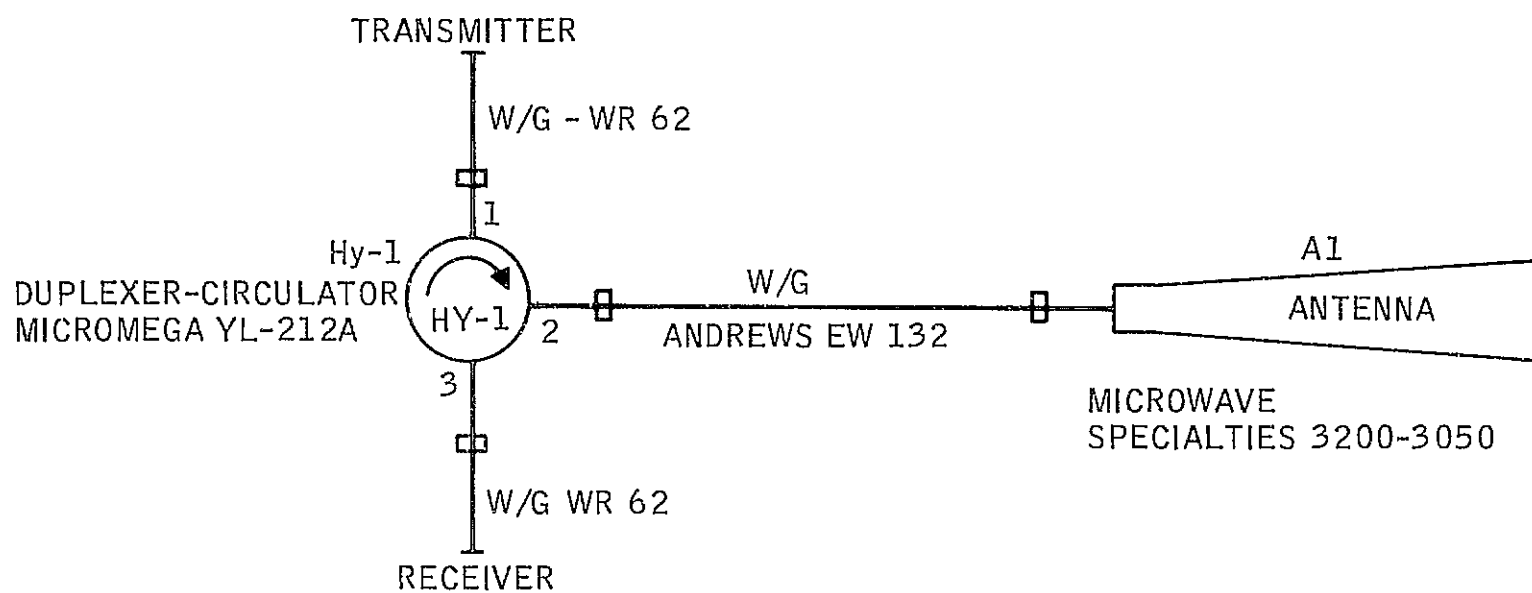 TRANSMITTER
W/G - WR 62
1
Hy-1
DUPLEXER-CIRCULATOR
MICROMEGA YL-212A
HY-1
2
3
W/G
ANDREWS EW 132
A1
ANTENNA
MICROWAVE
SPECIALTIES 3200-3050
W/G WR 62
RECEIVER